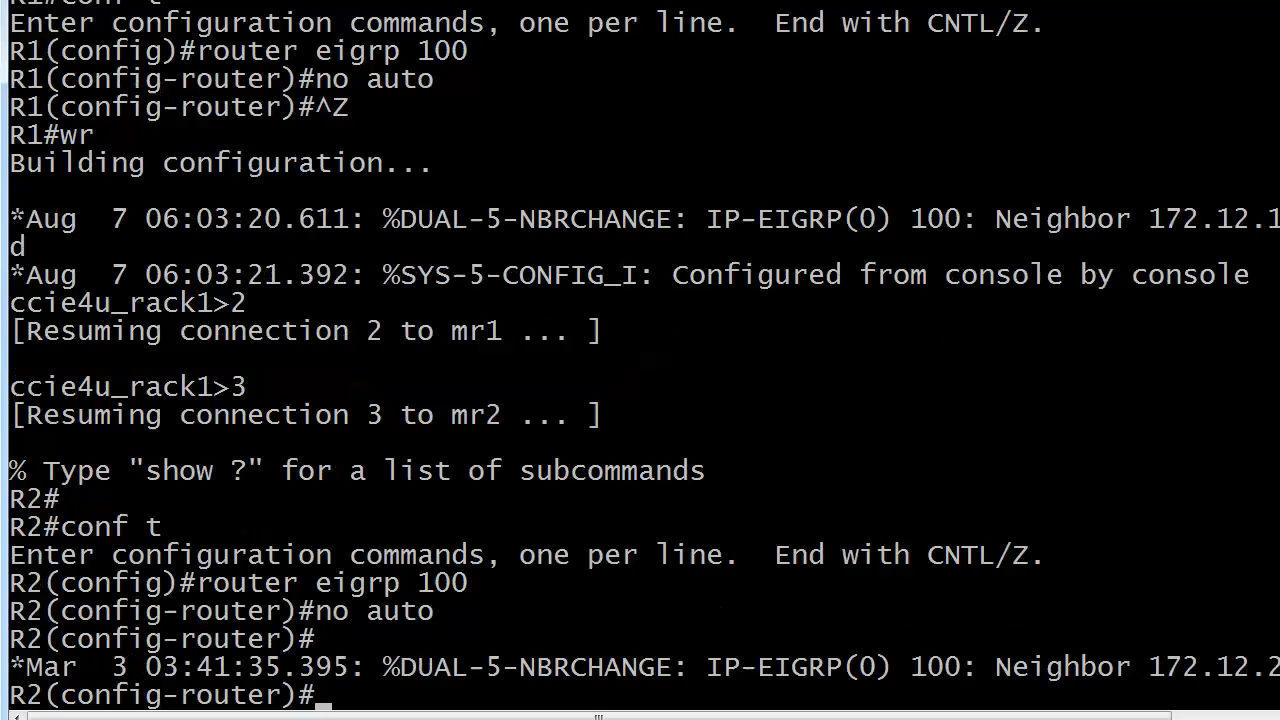 R1#conf t
Enter configuration commands, one per line.  End with CNTL/Z.
R1(config)#router eigrp 100
R1(config-router)#no auto
R1(config-router)#^Z
R1#wr
Building configuration...
*Aug  7 06:03:20.611: %DUAL-5-NBRCHANGE: IP-EIGRP(0) 100: Neighbor 172.12.1
d
*Aug  7 06:03:21.392: %SYS-5-CONFIG_I: Configured from console by console
ccie4u_rack1>2
[Resuming connection 2 to mr1 ... ]
ccie4u_rack1>3
[Resuming connection 3 to mr2 ... ]
% Type "show ?" for a list of subcommands
R2#
R2#conf t
Enter configuration commands, one per line.  End with CNTL/Z.
R2(config)#router eigrp 100
R2(config-router)#no auto
R2(config-router)#
*Mar  3 03:41:35.395: %DUAL-5-NBRCHANGE: IP-EIGRP(0) 100: Neighbor 172.12.2
R2(config-router)#